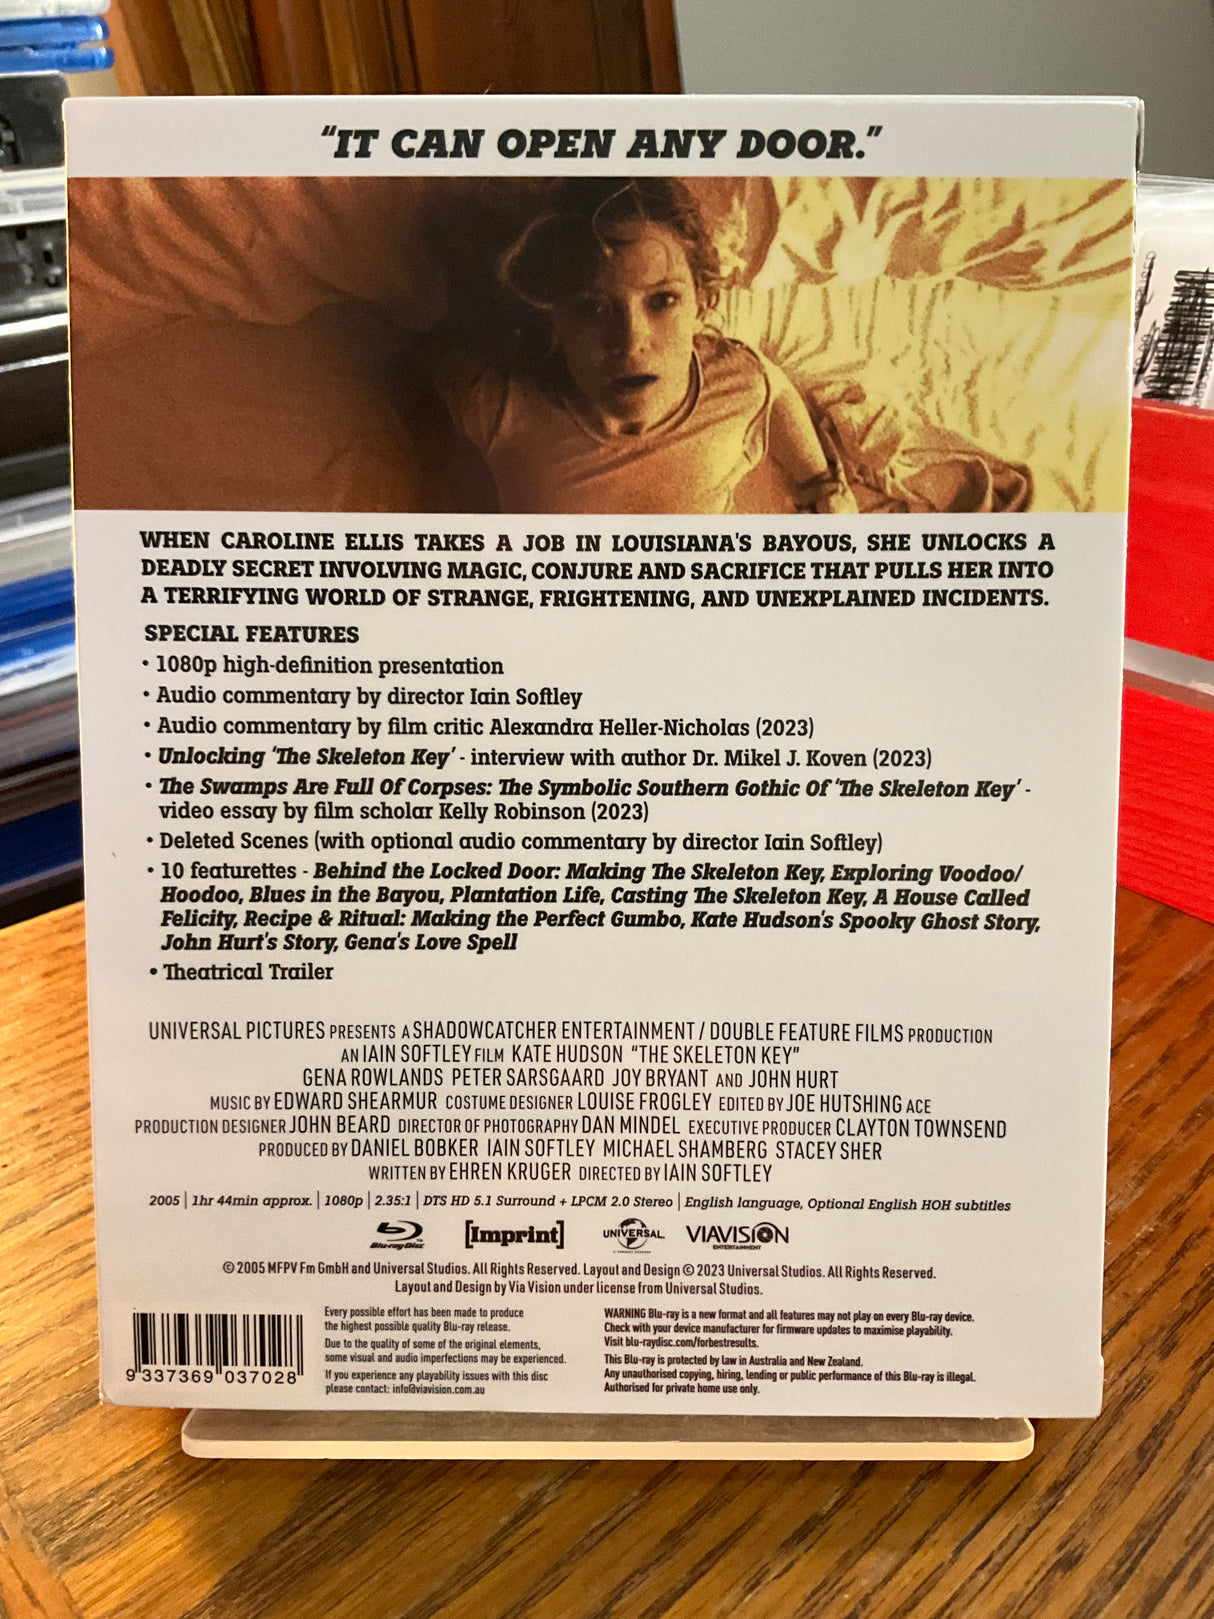 “IT CAN OPEN ANY DOOR.”
WHEN CAROLINE ELLIS TAKES A JOB IN LOUISIANA'S BAYOUS, SHE UNLOCKS A
DEADLY SECRET INVOLVING MAGIC, CONJURE AND SACRIFICE THAT PULLS HER INTO
A TERRIFYING WORLD OF STRANGE, FRIGHTENING, AND UNEXPLAINED INCIDENTS.
SPECIAL FEATURES
• 1080p high-definition presentation
• Audio commentary by director Iain Softley
• Audio commentary by film critic Alexandra Heller-Nicholas (2023)
• Unlocking ‘The Skeleton Key’ - interview with author Dr. Mikel J. Koven (2023)
• The Swamps Are Full Of Corpses: The Symbolic Southern Gothic Of ‘The Skeleton Key’ -
video essay by film scholar Kelly Robinson (2023)
• Deleted Scenes (with optional audio commentary by director Iain Softley)
• 10 featurettes - Behind the Locked Door: Making The Skeleton Key, Exploring Voodoo/
Hoodoo, Blues in the Bayou, Plantation Life, Casting The Skeleton Key, A House Called
Felicity, Recipe & Ritual: Making the Perfect Gumbo, Kate Hudson's Spooky Ghost Story,
John Hurt's Story, Gena's Love Spell
• Theatrical Trailer
UNIVERSAL PICTURES PRESENTS A SHADOWCATCHER ENTERTAINMENT / DOUBLE FEATURE FILMS PRODUCTION
AN IAIN SOFTLEY FILM KATE HUDSON “THE SKELETON KEY”
GENA ROWLANDS PETER SARSGAARD JOY BRYANT AND JOHN HURT
MUSIC BY EDWARD SHEARMUR COSTUME DESIGNER LOUISE FROGLEY EDITED BY JOE HUTSHING ACE
PRODUCTION DESIGNER JOHN BEARD DIRECTOR OF PHOTOGRAPHY DAN MINDEL EXECUTIVE PRODUCER CLAYTON TOWNSEND
PRODUCED BY DANIEL BOBKER IAIN SOFTLEY MICHAEL SHAMBERG STACEY SHER
WRITTEN BY EHREN KRUGER DIRECTED BY IAIN SOFTLEY
2005 | 1hr 44min approx. | 1080p | 2.35:1 | DTS HD 5.1 Surround + LPCM 2.0 Stereo | English language, Optional English HOH subtitles
Blu-ray Disc [Imprint] UNIVERSAL VIAVISION
ENTERTAINMENT
© 2005 MFPV Fm GmbH and Universal Studios. All Rights Reserved. Layout and Design © 2023 Universal Studios. All Rights Reserved.
Layout and Design by Via Vision under license from Universal Studios.
9 337369 037028
Every possible effort has been made to produce
the highest possible quality Blu-ray release.
Due to the quality of some of the original elements,
some visual and audio imperfections may be experienced.
If you experience any playability issues with this disc
please contact: info@viavision.com.au
WARNING Blu-ray is a new format and all features may not play on every Blu-ray device.
Check with your device manufacturer for firmware updates to maximise playability.
Visit blu-raydisc.com/forbestresults.
This Blu-ray is protected by law in Australia and New Zealand.
Any unauthorised copying, hiring, lending or public performance of this Blu-ray is illegal.
Authorised for private home use only.